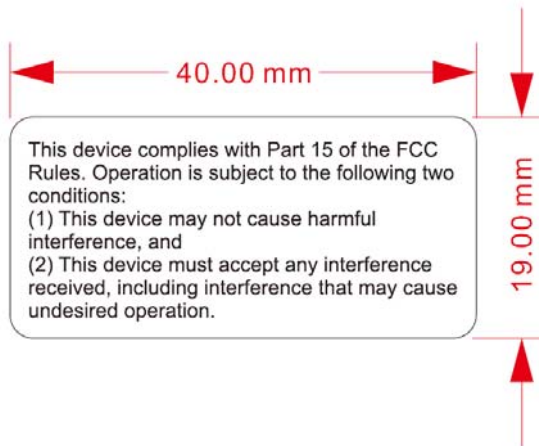 40.00 mm
This device complies with Part 15 of the FCC
Rules. Operation is subject to the following two
conditions:
(1) This device may not cause harmful
interference, and
(2) This device must accept any interference
received, including interference that may cause
undesired operation.
19.00 mm